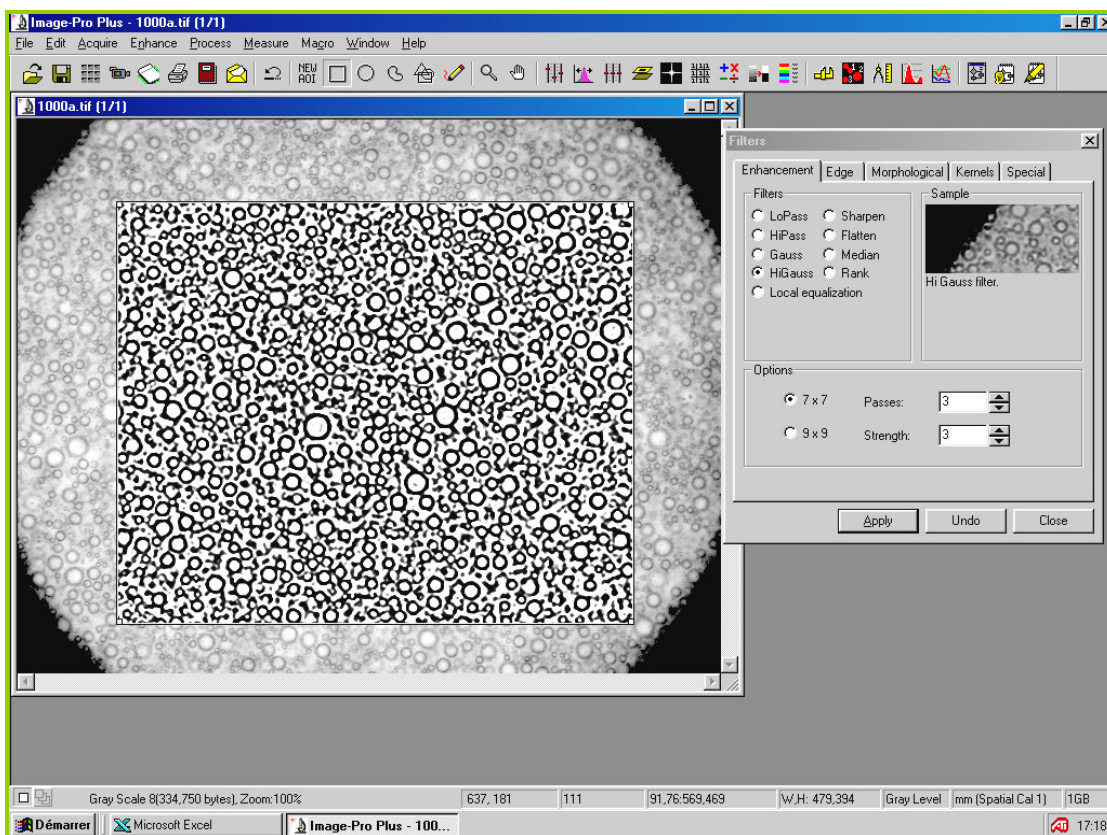 Image-Pro Plus - 1000a.tif (1/1)
File Edit Acquire Enhance Process Measure Macro Window Help
NEW
AOI
1000a.tif (1/1)
Filters
Enhancement Edge Morphological Kernels Special
Filters Sample
LoPass Sharpen
HiPass Flatten
Gauss Median
HiGauss Rank
Hi Gauss filter.
Local equalization
Options
7 x 7 Passes: 3
9 x 9 Strength: 3
Apply Undo Close
Gray Scale 8(334,750 bytes), Zoom:100% 637, 181 111 91,76:569,469 W,H: 479,394 Gray Level mm (Spatial Cal 1) 1GB
Démarrer Microsoft Excel Image-Pro Plus - 100... ATI 17:18